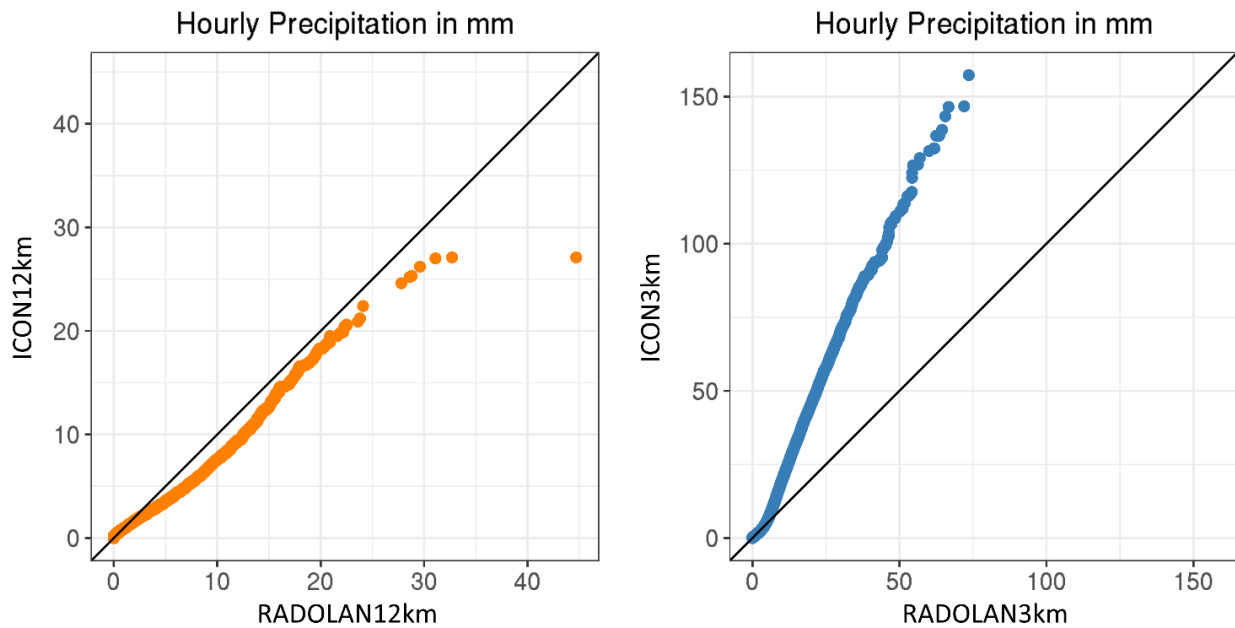 Hourly Precipitation in mm
40
30
20
10
0
ICON12km
0 10 20 30 40
RADOLAN12km
Hourly Precipitation in mm
150
100
50
0
ICON3km
0 50 100 150
RADOLAN3km